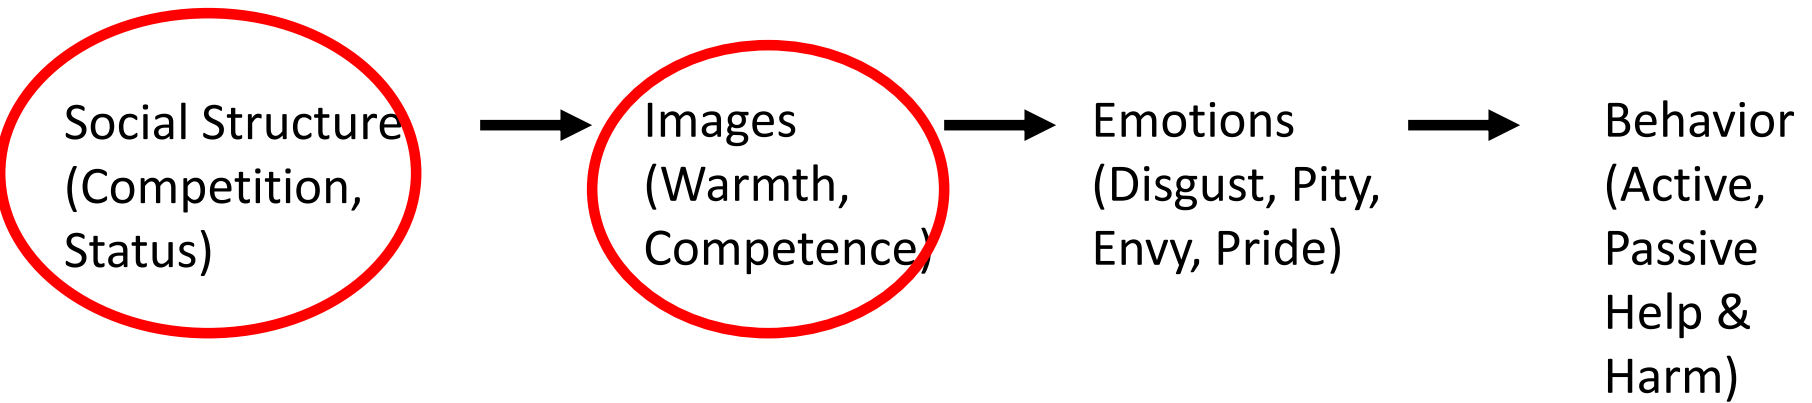 Social Structure
(Competition,
Status)
Images
(Warmth,
Competence)
Emotions
(Disgust, Pity,
Envy, Pride)
Behavior
(Active,
Passive
Help &
Harm)